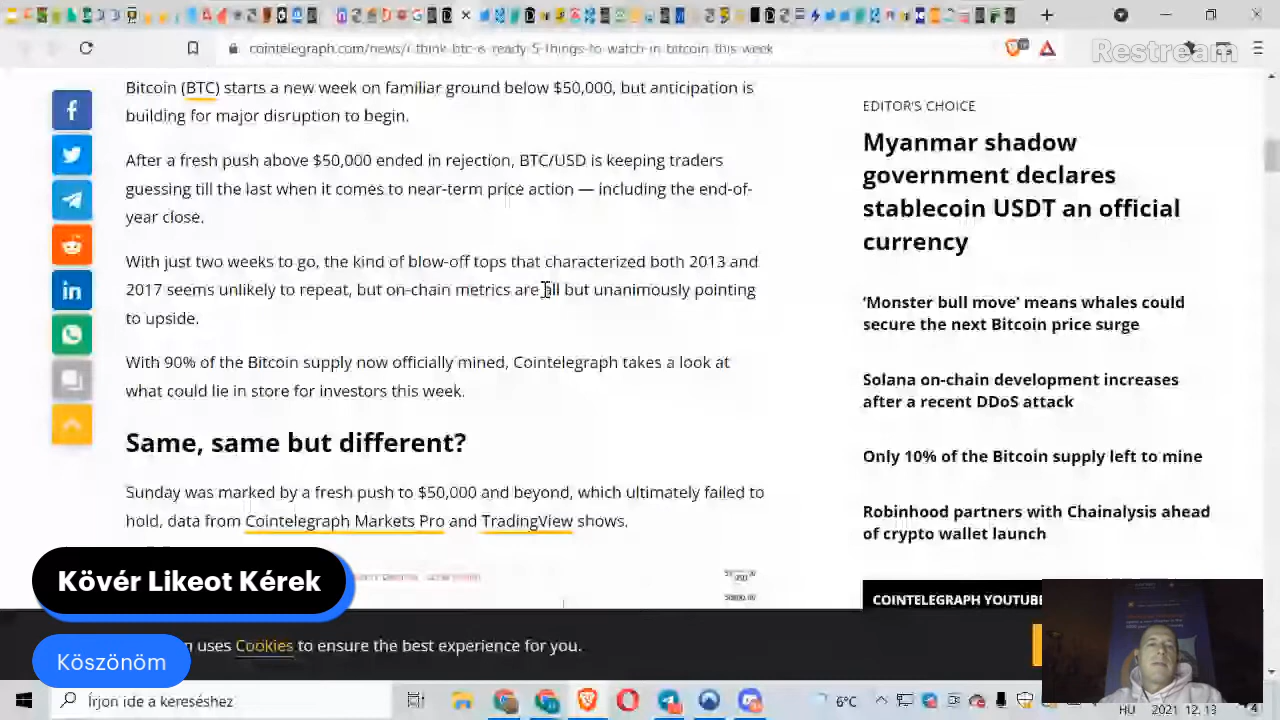 cointelegraph.com/news/i-think-btc-is-ready-5-things-to-watch-in-bitcoin-this-week
Restream
Bitcoin (BTC) starts a new week on familiar ground below $50,000, but anticipation is
building for major disruption to begin.
After a fresh push above $50,000 ended in rejection, BTC/USD is keeping traders
guessing till the last when it comes to near-term price action — including the end-of-
year close.
With just two weeks to go, the kind of blow-off tops that characterized both 2013 and
2017 seems unlikely to repeat, but on-chain metrics are all but unanimously pointing
to upside.
With 90% of the Bitcoin supply now officially mined, Cointelegraph takes a look at
what could lie in store for investors this week.
Same, same but different?
Sunday was marked by a fresh push to $50,000 and beyond, which ultimately failed to
hold, data from Cointelegraph Markets Pro and TradingView shows.
EDITOR'S CHOICE
Myanmar shadow
government declares
stablecoin USDT an official
currency
'Monster bull move' means whales could
secure the next Bitcoin price surge
Solana on-chain development increases
after a recent DDoS attack
Only 10% of the Bitcoin supply left to mine
Robinhood partners with Chainalysis ahead
of crypto wallet launch
COINTELEGRAPH YOUTUBE
Kövér Likeot Kérek
Köszönöm
uses Cookies to ensure the best experience for you.
Írjon ide a kereséshez
6°C
HU 2021. 12. 13